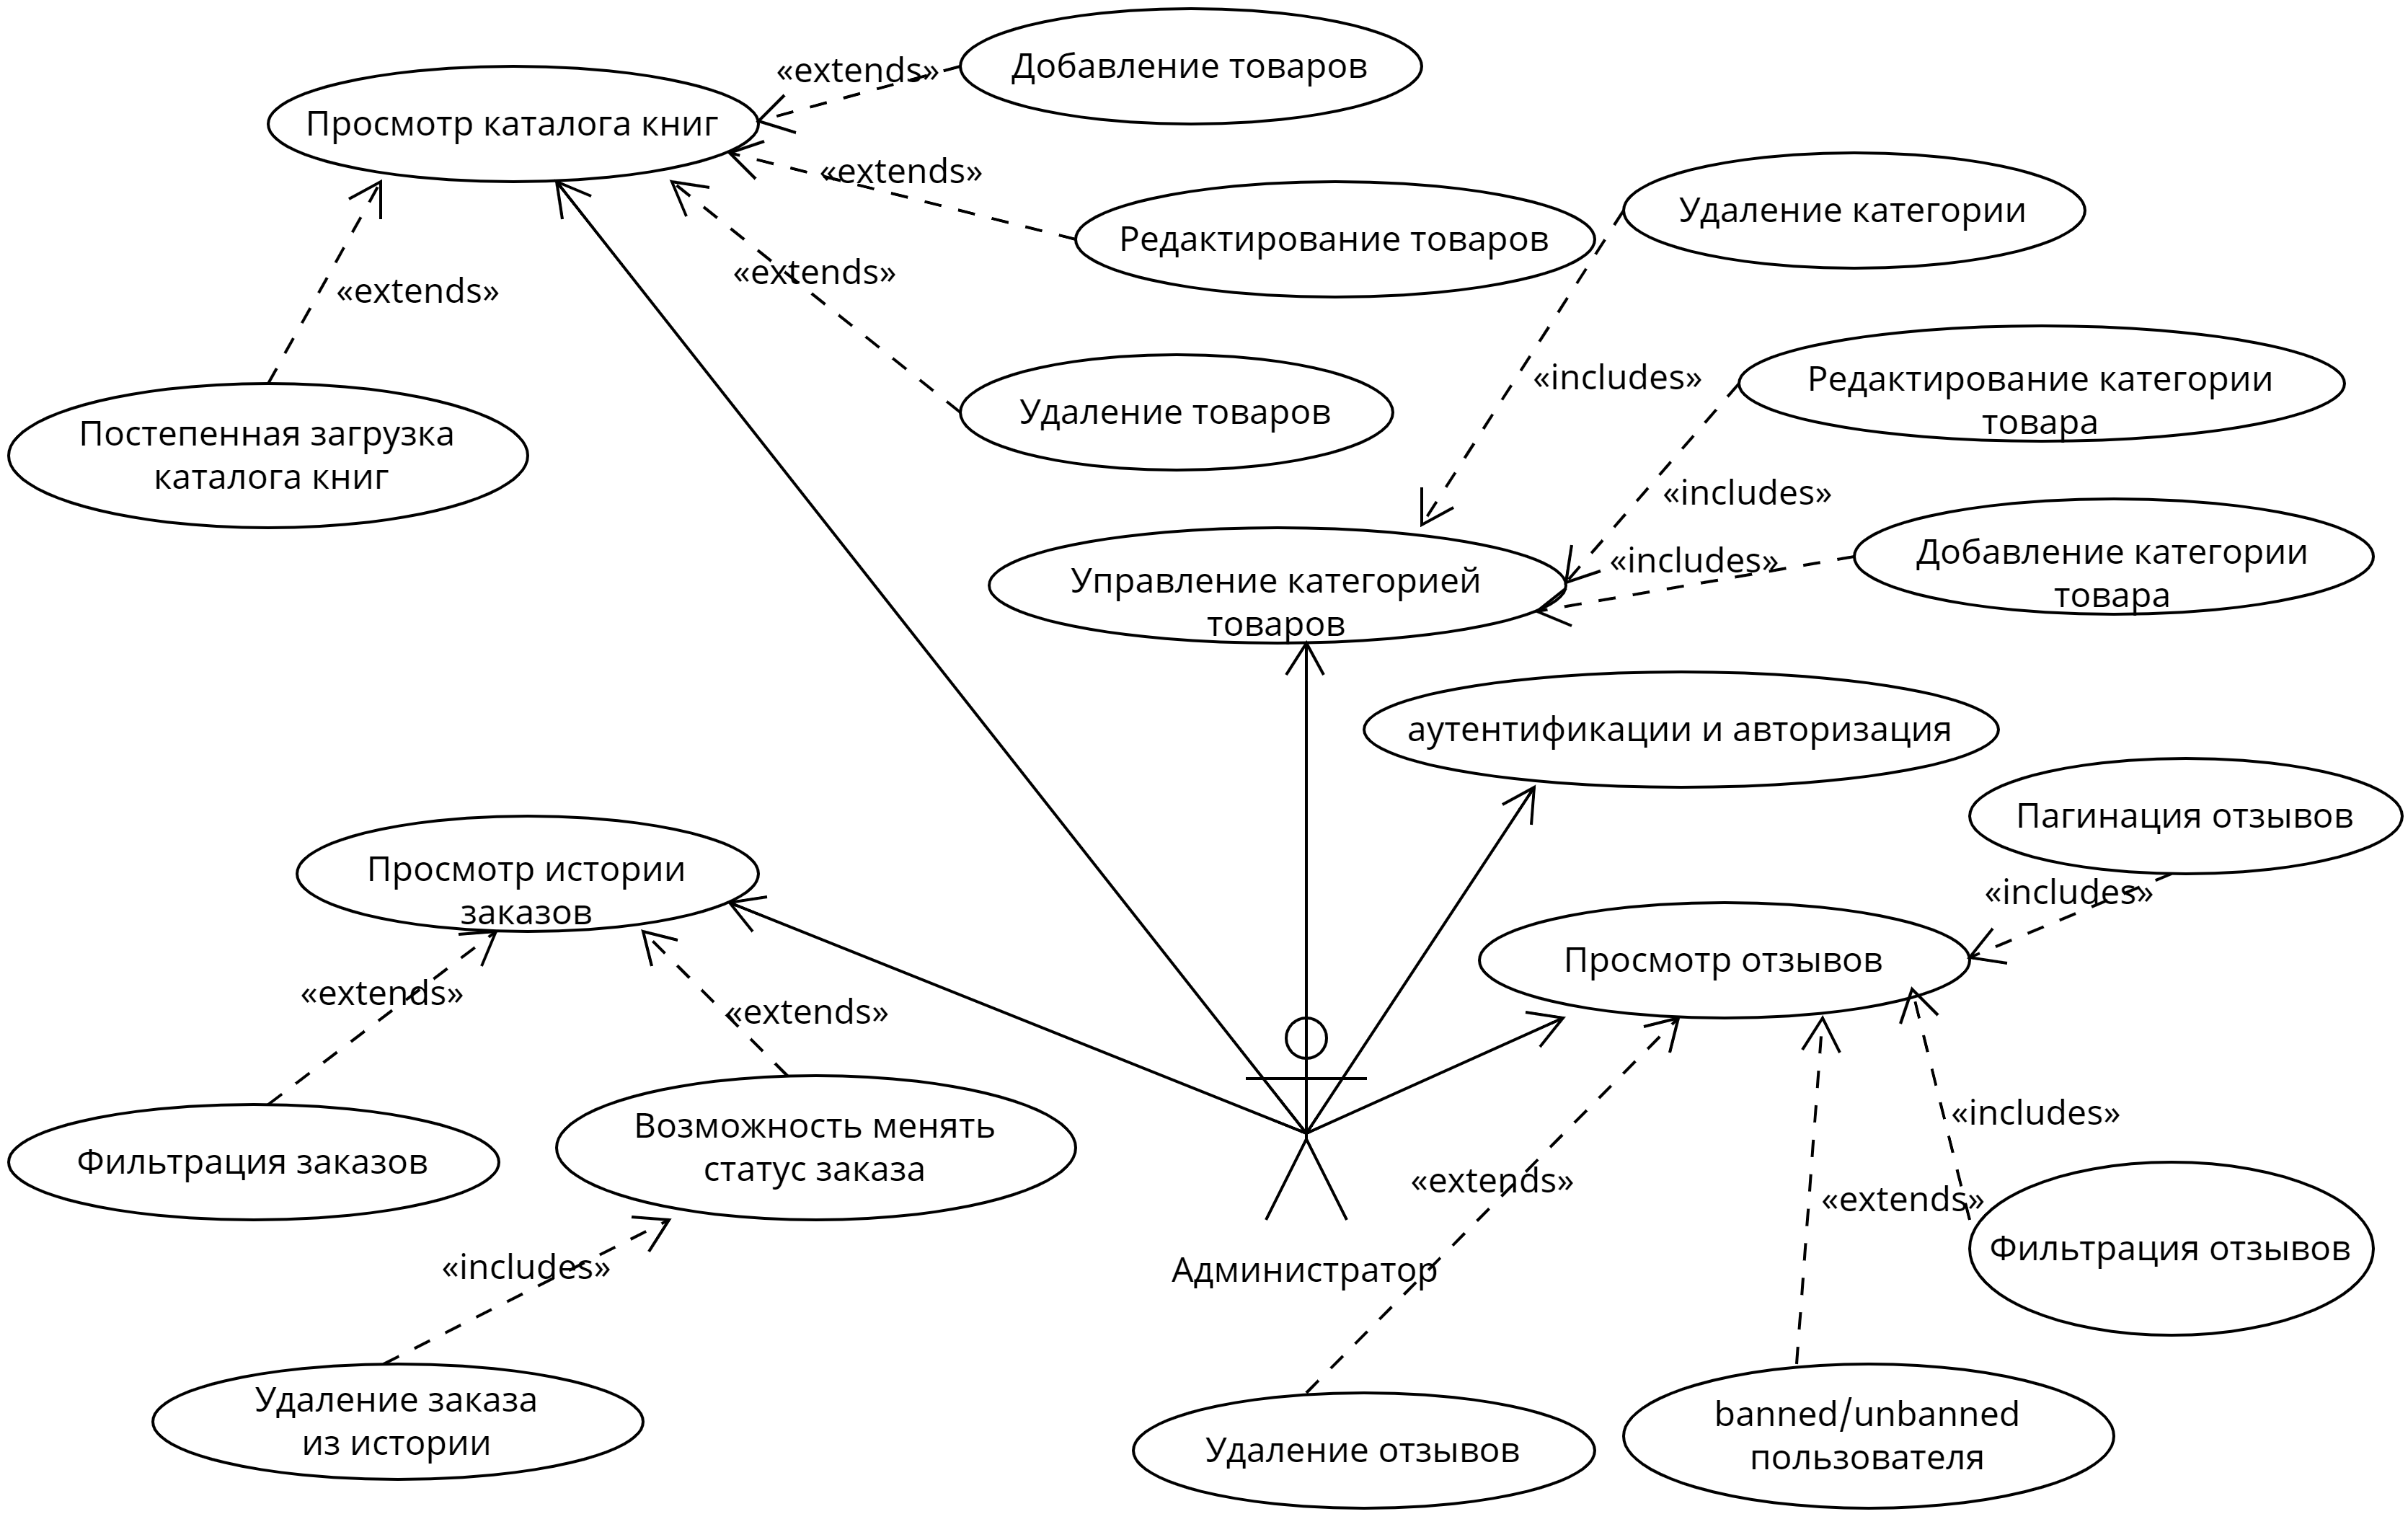 Добавление товаров
«extends»
Просмотр каталога книг
«extends»
Удаление категории
Редактирование товаров
«extends»
«extends»
«includes»
Редактирование категории
товара
Удаление товаров
Постепенная загрузка
каталога книг
«includes»
Добавление категории
товара
«includes»
Управление категорией
товаров
аутентификации и авторизация
Пагинация отзывов
Просмотр истории
заказов
«includes»
Просмотр отзывов
«extends»
«extends»
«includes»
Возможность менять
статус заказа
Фильтрация заказов
«extends»
«extends»
Фильтрация отзывов
«includes»
Администратор
Удаление заказа
из истории
banned/unbanned
пользователя
Удаление отзывов